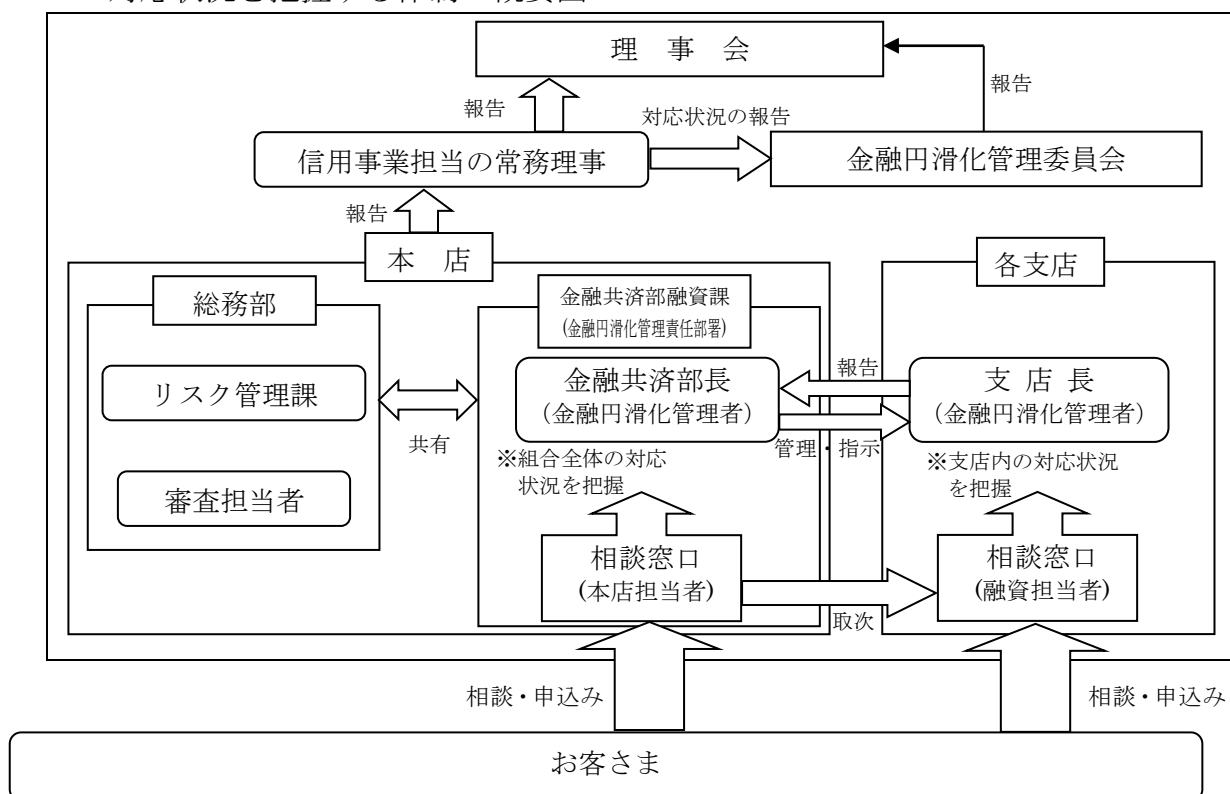 理 事 会
報告
報告
対応状況の報告
信用事業担当の常務理事
金融円滑化管理委員会
報告
本 店
各支店
総務部
金融共済部融資課
(金融円滑化管理責任部署)
リスク管理課
共有
審査担当者
金融共済部長
(金融円滑化管理者)
報告
管理・指示
支 店 長
(金融円滑化管理者)
※組合全体の対応
状況を把握
※支店内の対応状況
を把握
相談窓口
(本店担当者)
取次
相談窓口
(融資担当者)
相談・申込み
相談・申込み
お客さま